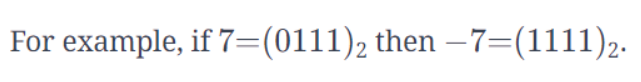 For example, if 7=(0111)₂ then −7=(1111)₂.